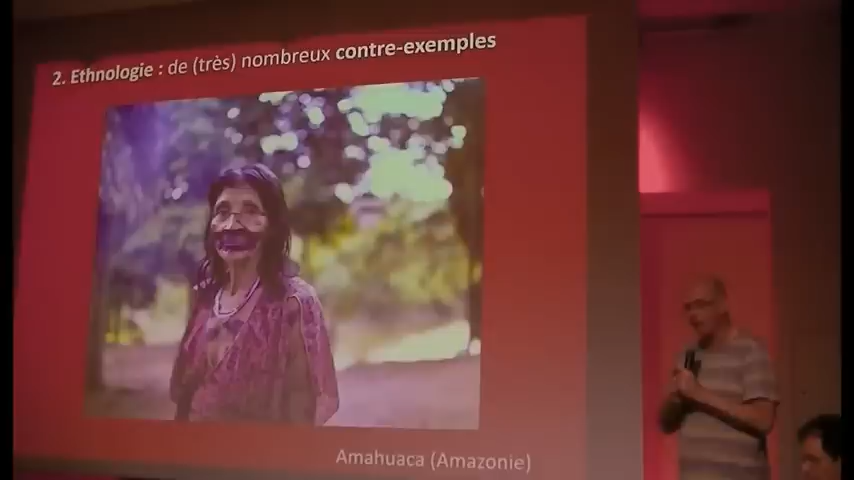 2. Ethnologie : de (très) nombreux contre-exemples
Amahuaca (Amazonie)